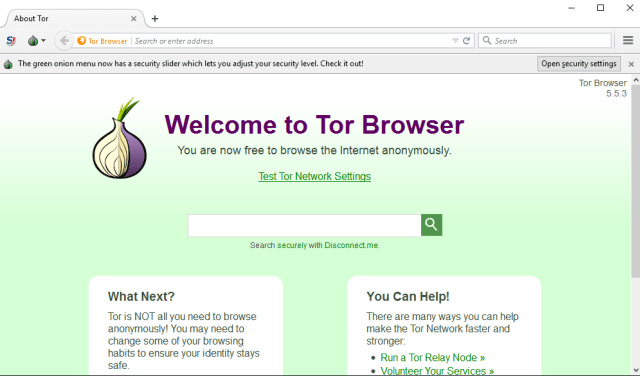 About Tor
Tor Browser Search or enter address Search
The green onion menu now has a security slider which lets you adjust your security level. Check it out! Open security settings
Tor Browser
5.5.3
Welcome to Tor Browser
You are now free to browse the Internet anonymously.
Test Tor Network Settings
Search securely with Disconnect.me.
What Next?
Tor is NOT all you need to browse
anonymously! You may need to
change some of your browsing
habits to ensure your identity stays
safe.
You Can Help!
There are many ways you can help
make the Tor Network faster and
stronger:
Run a Tor Relay Node »
Volunteer Your Services »